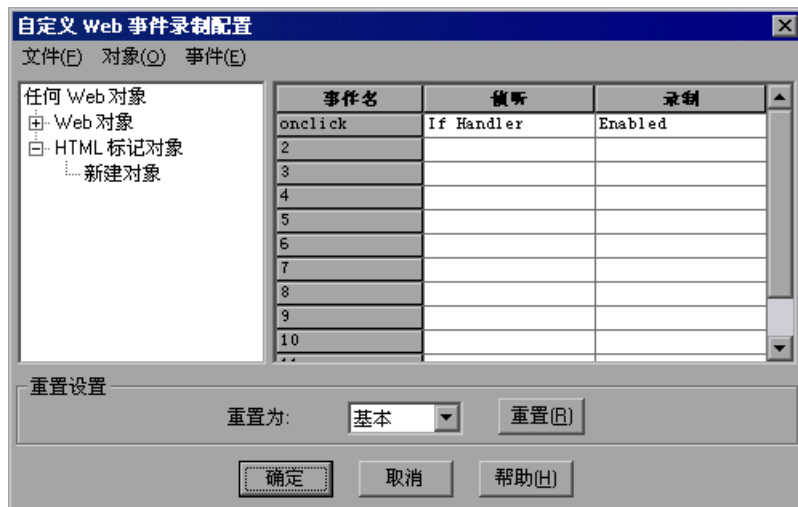 自定义 Web 事件录制配置
文件(F) 对象(O) 事件(E)
任何 Web 对象
Web 对象
HTML 标记对象
新建对象
事件名 侦听 录制
onclick If Handler Enabled
2
3
4
5
6
7
8
9
10
重置设置
重置为: 基本 重置(R)
确定 取消 帮助(H)